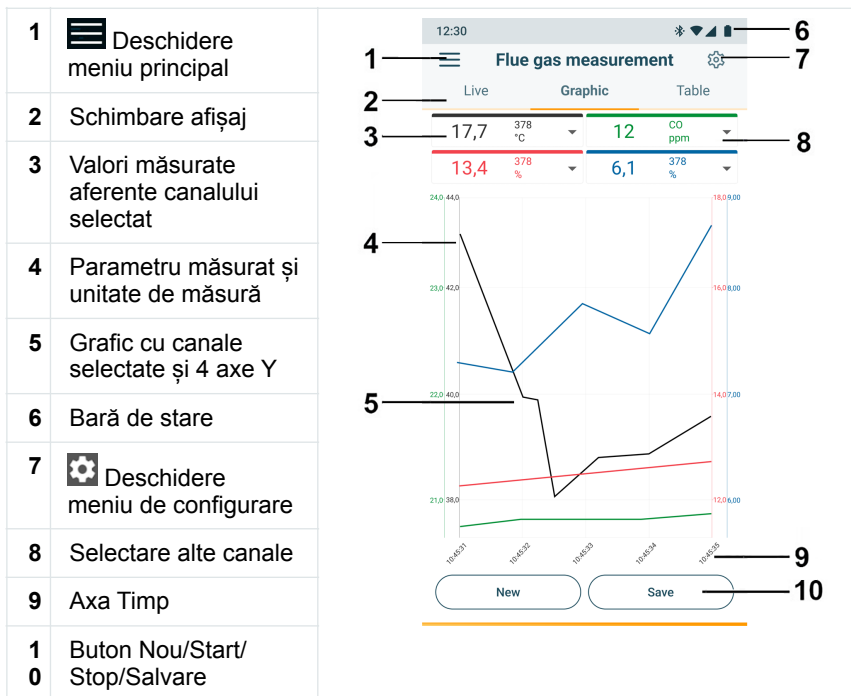 1 Deschidere
meniu principal
2 Schimbare afișaj
3 Valori măsurate
aferente canalului
selectat
4 Parametru măsurat și
unitate de măsură
5 Grafic cu canale
selectate și 4 axe Y
6 Bară de stare
7 Deschidere
meniu de configurare
8 Selectare alte canale
9 Axa Timp
1 Buton Nou/Start/
0 Stop/Salvare
12:30 6
1 Flue gas measurement 7
2 Live Graphic Table
3 17,7 378 °C 12 CO ppm 8
13,4 378 % 6,1 378 %
24,0 44,0 18,0 9,00
4
23,0 42,0 16,0 8,00
5 22,0 40,0 14,0 7,00
21,0 38,0 12,0 6,00
10:45:31 10:45:32 10:45:33 10:45:34 10:45:35 9
New Save 10